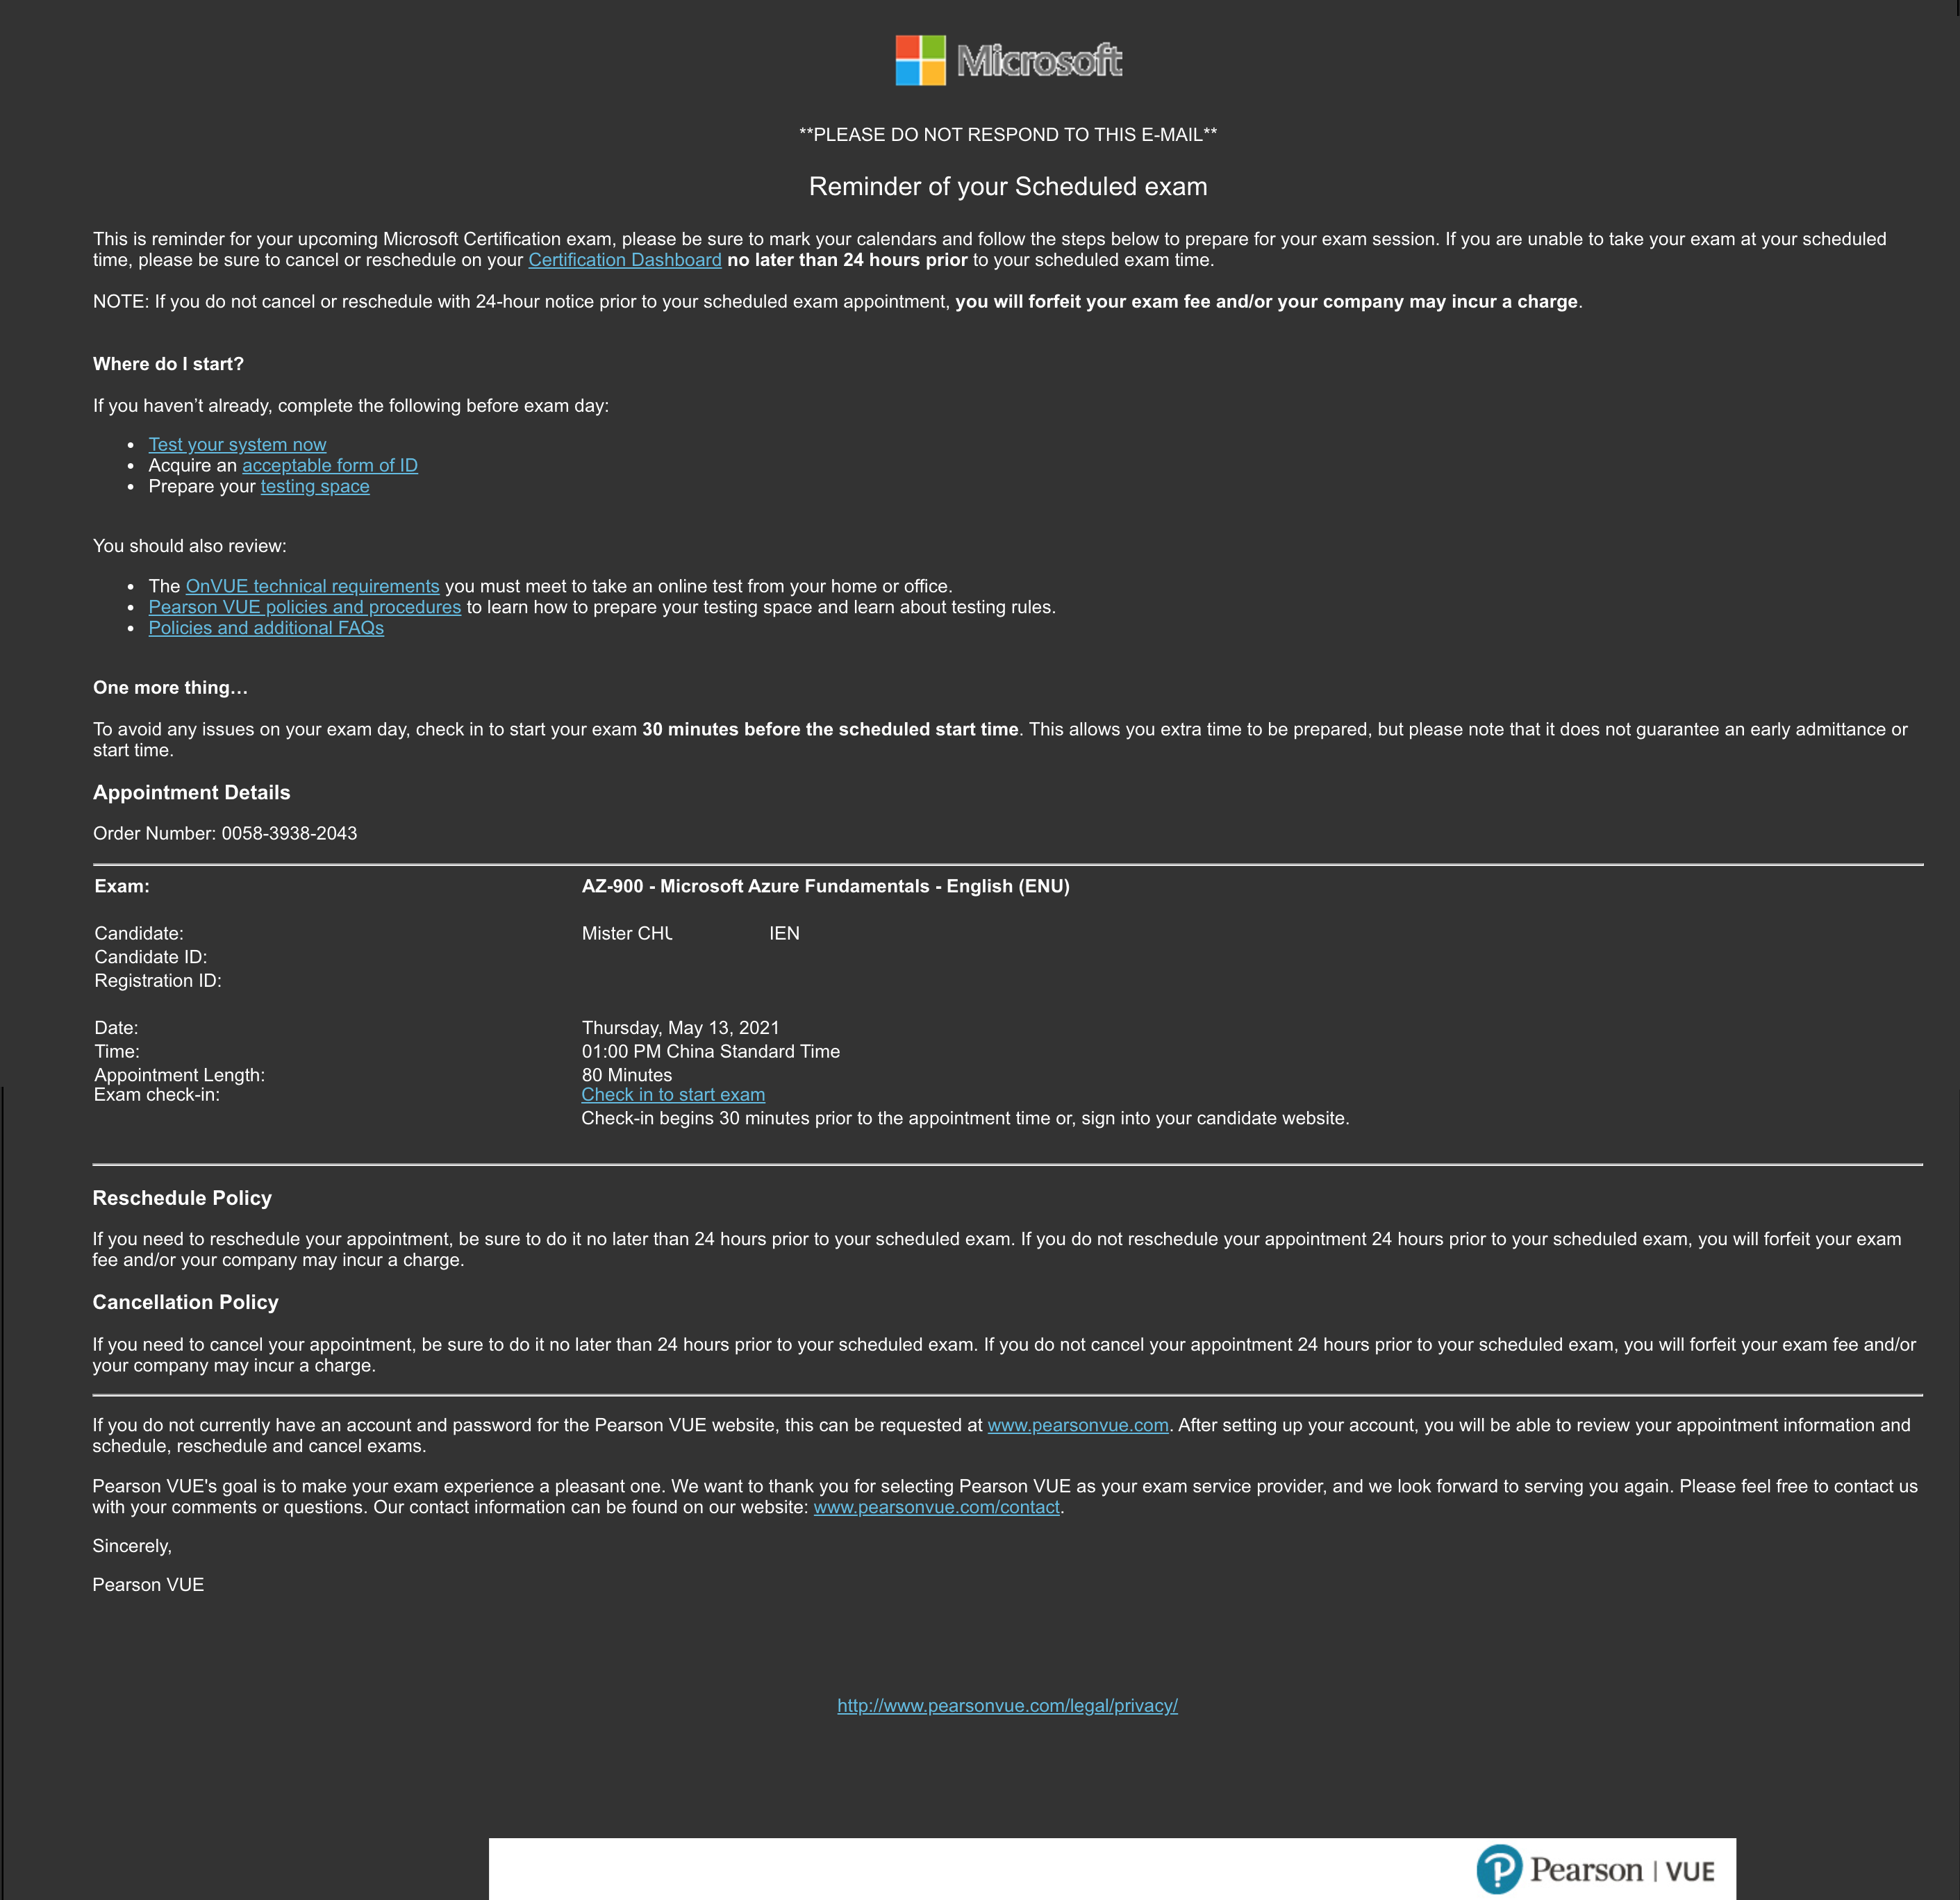 Microsoft
**PLEASE DO NOT RESPOND TO THIS E-MAIL**
Reminder of your Scheduled exam
This is reminder for your upcoming Microsoft Certification exam, please be sure to mark your calendars and follow the steps below to prepare for your exam session. If you are unable to take your exam at your scheduled
time, please be sure to cancel or reschedule on your Certification Dashboard no later than 24 hours prior to your scheduled exam time.
NOTE: If you do not cancel or reschedule with 24-hour notice prior to your scheduled exam appointment, you will forfeit your exam fee and/or your company may incur a charge.
Where do I start?
If you haven’t already, complete the following before exam day:
• Test your system now
• Acquire an acceptable form of ID
• Prepare your testing space
You should also review:
• The OnVUE technical requirements you must meet to take an online test from your home or office.
• Pearson VUE policies and procedures to learn how to prepare your testing space and learn about testing rules.
• Policies and additional FAQs
One more thing…
To avoid any issues on your exam day, check in to start your exam 30 minutes before the scheduled start time. This allows you extra time to be prepared, but please note that it does not guarantee an early admittance or
start time.
Appointment Details
Order Number: 0058-3938-2043
Exam: AZ-900 - Microsoft Azure Fundamentals - English (ENU)
Candidate: Mister CHU IEN
Candidate ID:
Registration ID:
Date: Thursday, May 13, 2021
Time: 01:00 PM China Standard Time
Appointment Length: 80 Minutes
Exam check-in: Check in to start exam
Check-in begins 30 minutes prior to the appointment time or, sign into your candidate website.
Reschedule Policy
If you need to reschedule your appointment, be sure to do it no later than 24 hours prior to your scheduled exam. If you do not reschedule your appointment 24 hours prior to your scheduled exam, you will forfeit your exam
fee and/or your company may incur a charge.
Cancellation Policy
If you need to cancel your appointment, be sure to do it no later than 24 hours prior to your scheduled exam. If you do not cancel your appointment 24 hours prior to your scheduled exam, you will forfeit your exam fee and/or
your company may incur a charge.
If you do not currently have an account and password for the Pearson VUE website, this can be requested at www.pearsonvue.com. After setting up your account, you will be able to review your appointment information and
schedule, reschedule and cancel exams.
Pearson VUE's goal is to make your exam experience a pleasant one. We want to thank you for selecting Pearson VUE as your exam service provider, and we look forward to serving you again. Please feel free to contact us
with your comments or questions. Our contact information can be found on our website: www.pearsonvue.com/contact.
Sincerely,
Pearson VUE
http://www.pearsonvue.com/legal/privacy/
Pearson | VUE